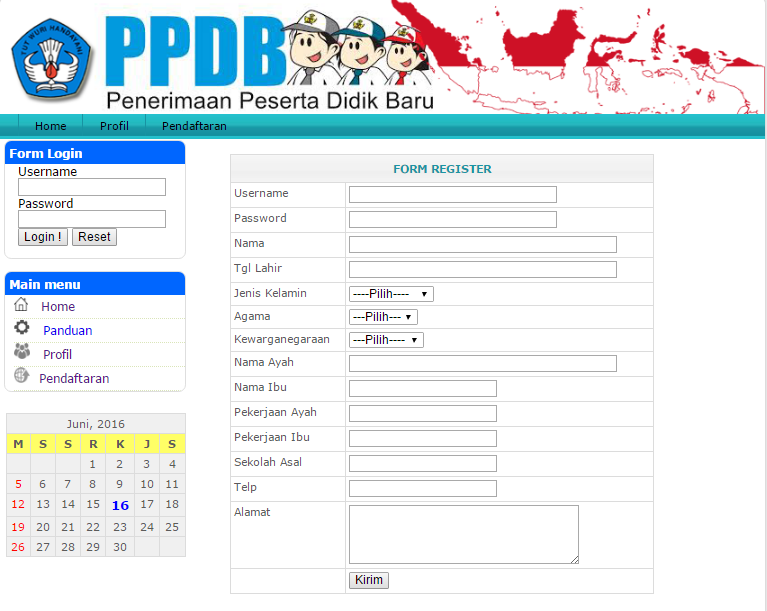 TUT WURI HANDAYANI
PPDB
Penerimaan Peserta Didik Baru
Home Profil Pendaftaran
Form Login
Username
Password
Login ! Reset
Main menu
Home
Panduan
Profil
Pendaftaran
Juni, 2016
M S S R K J S
1 2 3 4
5 6 7 8 9 10 11
12 13 14 15 16 17 18
19 20 21 22 23 24 25
26 27 28 29 30
FORM REGISTER
Username
Password
Nama
Tgl Lahir
Jenis Kelamin ----Pilih----
Agama ---Pilih---
Kewarganegaraan ---Pilih----
Nama Ayah
Nama Ibu
Pekerjaan Ayah
Pekerjaan Ibu
Sekolah Asal
Telp
Alamat
Kirim